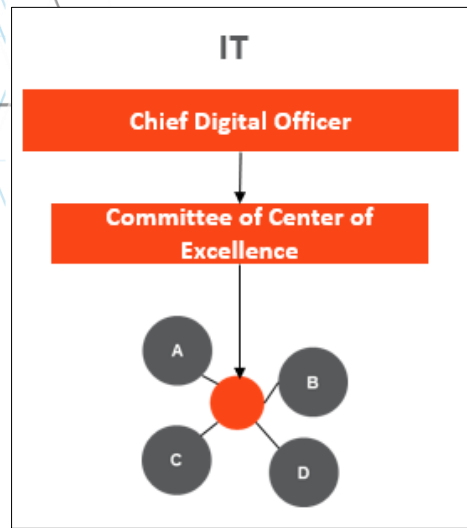 IT
Chief Digital Officer
Committee of Center of
Excellence
A
B
C
D